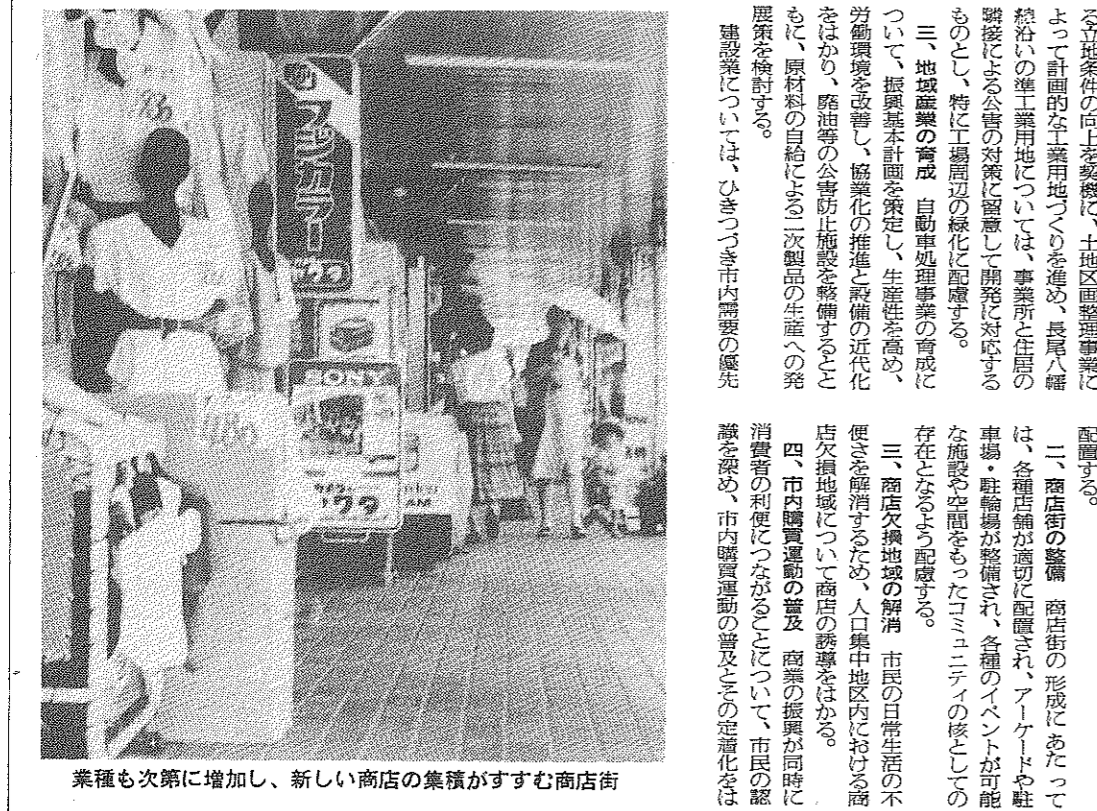 る立地条件の向上を契機に、土地区画整理事業に
よって計画的な工業用地づくりを進め、長尾八幡
線沿いの準工業用地については、事業所と住居の
隣接による公害の対策に留意して開発に対応する
ものとし、特に工場周辺の緑化に配慮する。
三、地域産業の育成　自動車処理事業の育成に
ついて、振興基本計画を策定し、生産性を高め、
労働環境を改善し、協業化の推進と設備の近代化
をはかり、廃油等の公害防止施設を整備するとと
もに、原材料の自給による二次製品の生産への発
展策を検討する。
建設業については、ひきつづき市内需要の優先
配置する。
二、商店街の整備　商店街の形成にあたって
は、各種店舗が適切に配置され、アーケードや駐
車場・駐輪場が整備され、各種のイベントが可能
な施設や空間をもったコミュニティの核としての
存在となるよう配慮する。
三、商店欠損地域の解消　市民の日常生活の不
便さを解消するため、人口集中地区内における商
店欠損地域について商店の誘導をはかる。
四、市内購買運動の普及　商業の振興が同時に
消費者の利便につながることについて、市民の認
識を深め、市内購買運動の普及とその定着化をは
フジカラー
SONY
業種も次第に増加し、新しい商店の集積がすすむ商店街